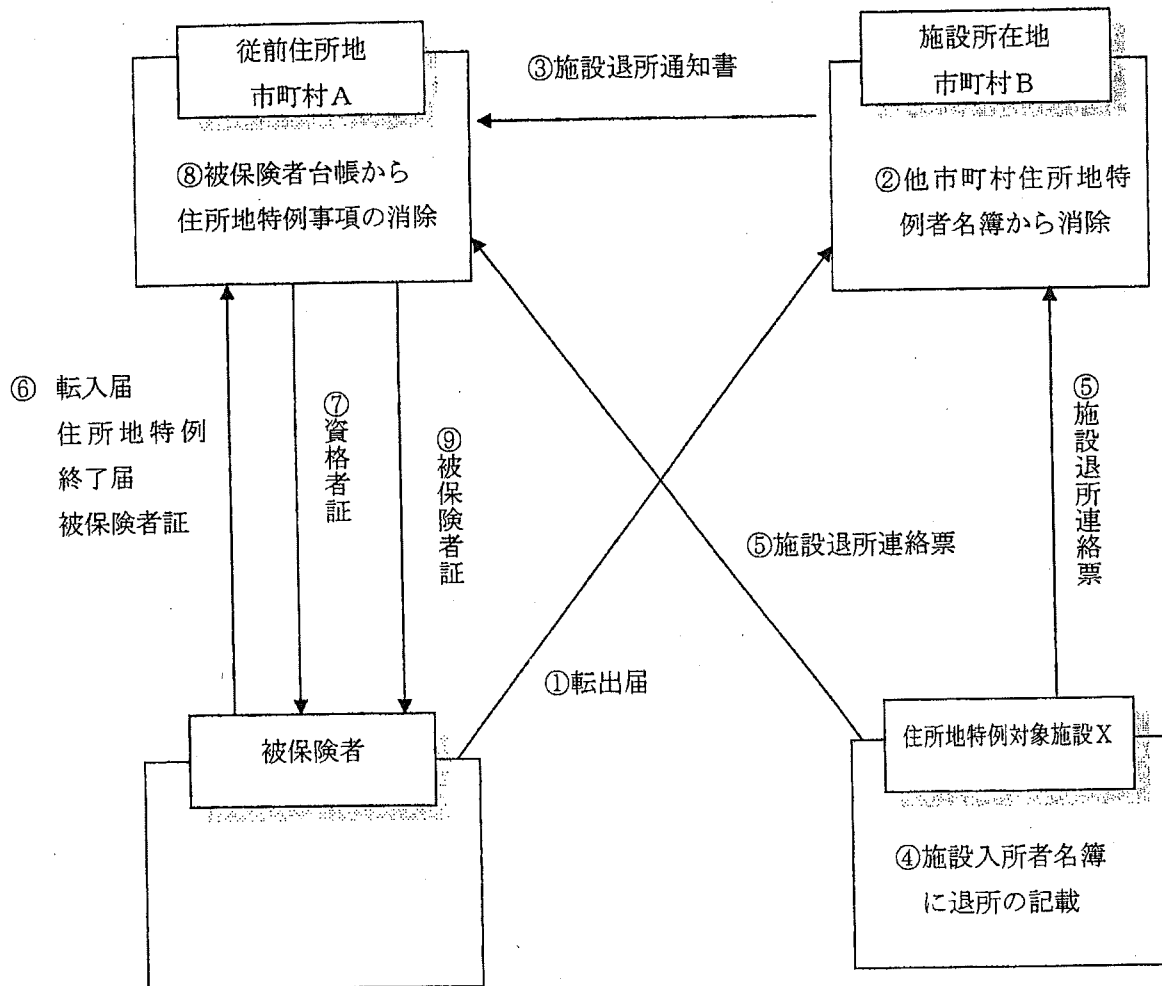 従前住所地
市町村A
③施設退所通知書
施設所在地
市町村B
⑧被保険者台帳から
住所地特例事項の消除
②他市町村住所地特
例者名簿から消除
⑥ 転入届
住所地特例
終了届
被保険者証
⑦資格者証
⑨被保険者証
⑤施設退所連絡票
⑤施設退所連絡票
①転出届
被保険者
住所地特例対象施設X
④施設入所者名簿
に退所の記載